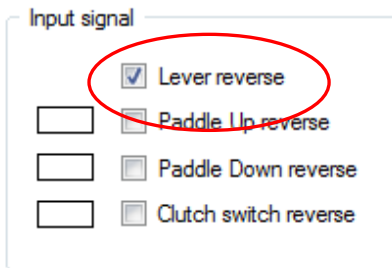 Input signal
Lever reverse
Paddle Up reverse
Paddle Down reverse
Clutch switch reverse